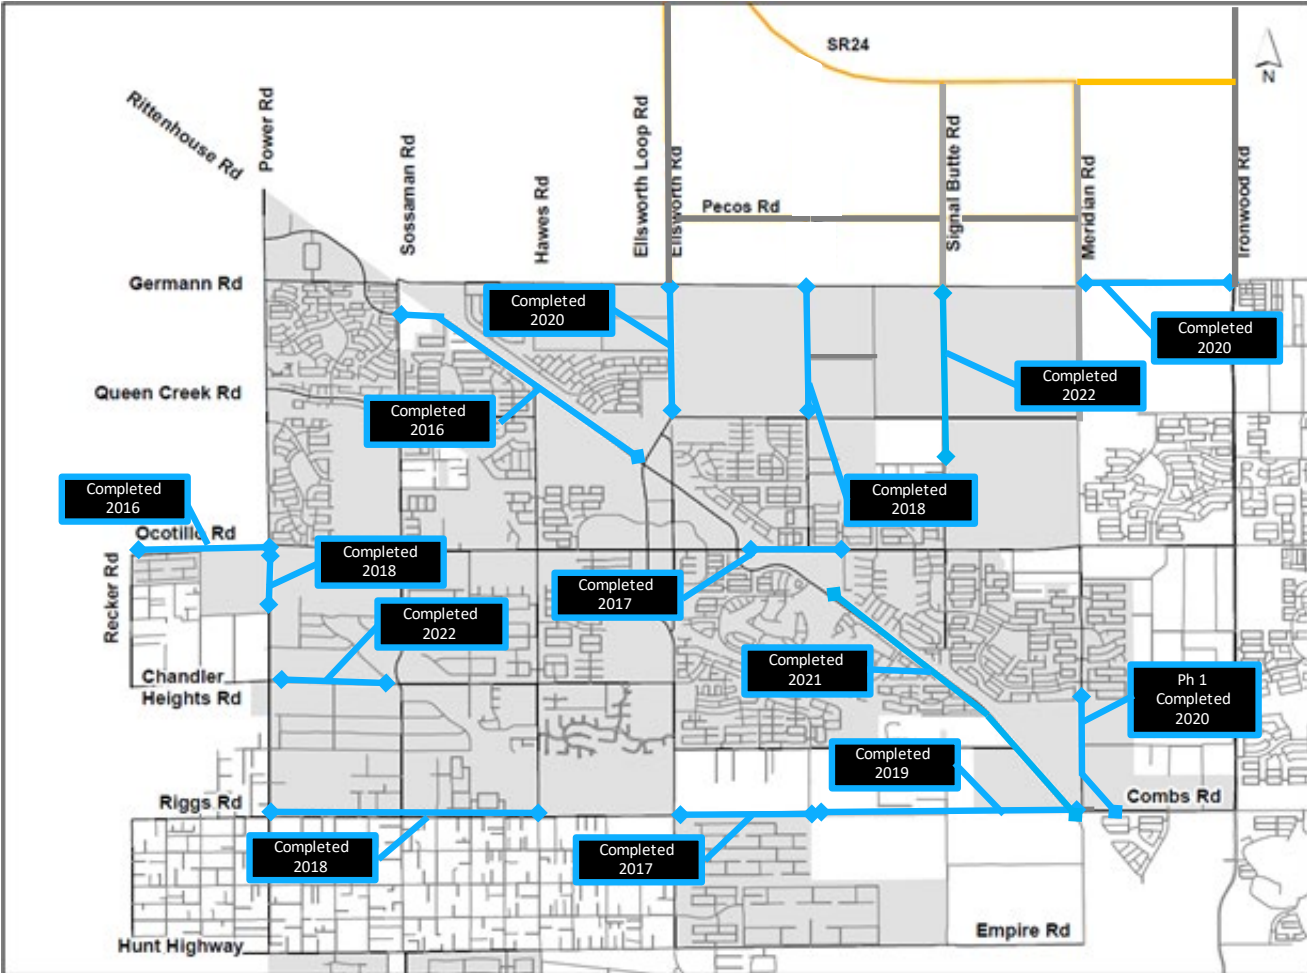 SR24
N
Rittenhouse Rd
Power Rd
Sossaman Rd
Hawes Rd
Ellsworth Loop Rd
Ellsworth Rd
Signal Butte Rd
Meridian Rd
Ironwood Rd
Pecos Rd
Germann Rd
Completed
2020
Completed
2020
Completed
2022
Queen Creek Rd
Completed
2016
Completed
2016
Completed
2018
Ocotillo Rd
Completed
2018
Completed
2017
Recker Rd
Completed
2022
Completed
2021
Ph 1
Completed
2020
Chandler
Heights Rd
Completed
2019
Riggs Rd
Combs Rd
Completed
2018
Completed
2017
Empire Rd
Hunt Highway